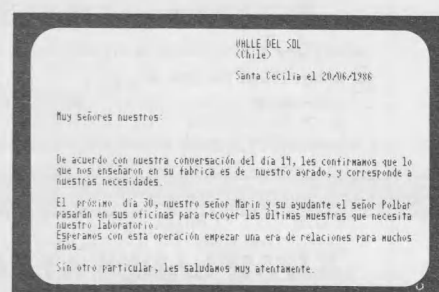 VALLE DEL SOL
(Chile)
Santa Cecilia el 20/06/1986
Muy señores nuestros:
De acuerdo con nuestra conversación del día 14, les confirmamos que lo
que nos enseñaron en su fabrica es de nuestro agrado, y corresponde a
nuestras necesidades.
El próximo día 30, nuestro señor Marin y su ayudante el señor Polbar
pasarán en sus oficinas para recoger las últimas muestras que necesita
nuestro laboratorio.
Esperamos con esta operación empezar una era de relaciones para muchos
años.
Sin otro particular, les saludamos muy atentamente.